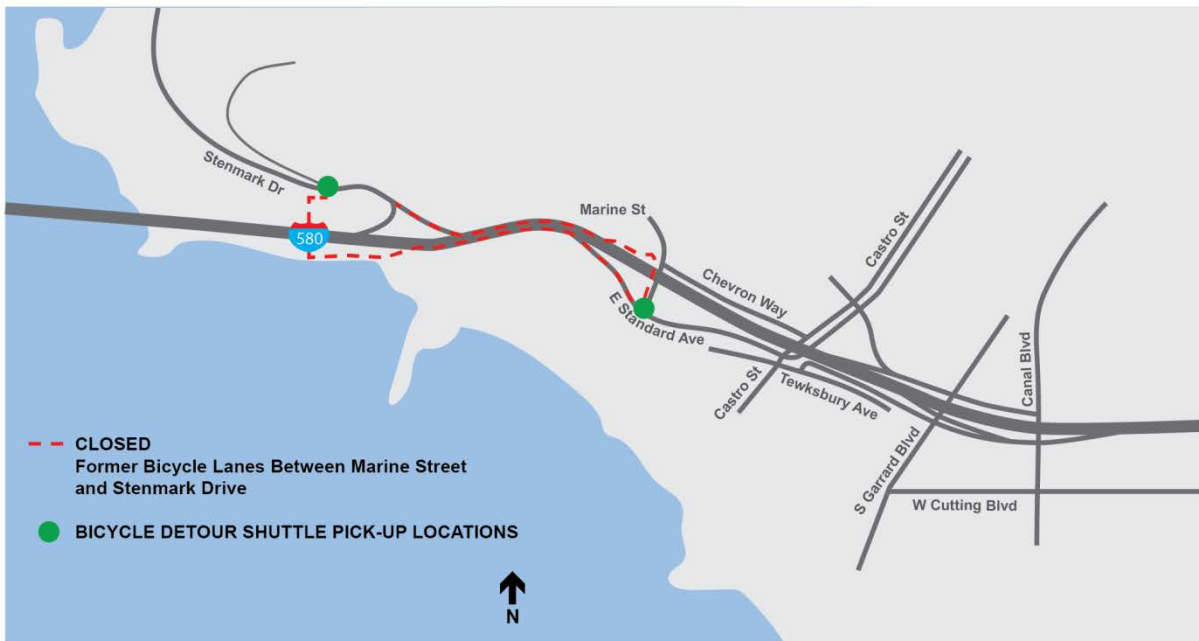 Stenmark Dr
580
Marine St
Castro St
Chevron Way
E Standard Ave
Castro St
Tewksbury Ave
Canal Blvd
S Garrard Blvd
W Cutting Blvd
CLOSED
Former Bicycle Lanes Between Marine Street
and Stenmark Drive
BICYCLE DETOUR SHUTTLE PICK-UP LOCATIONS
N